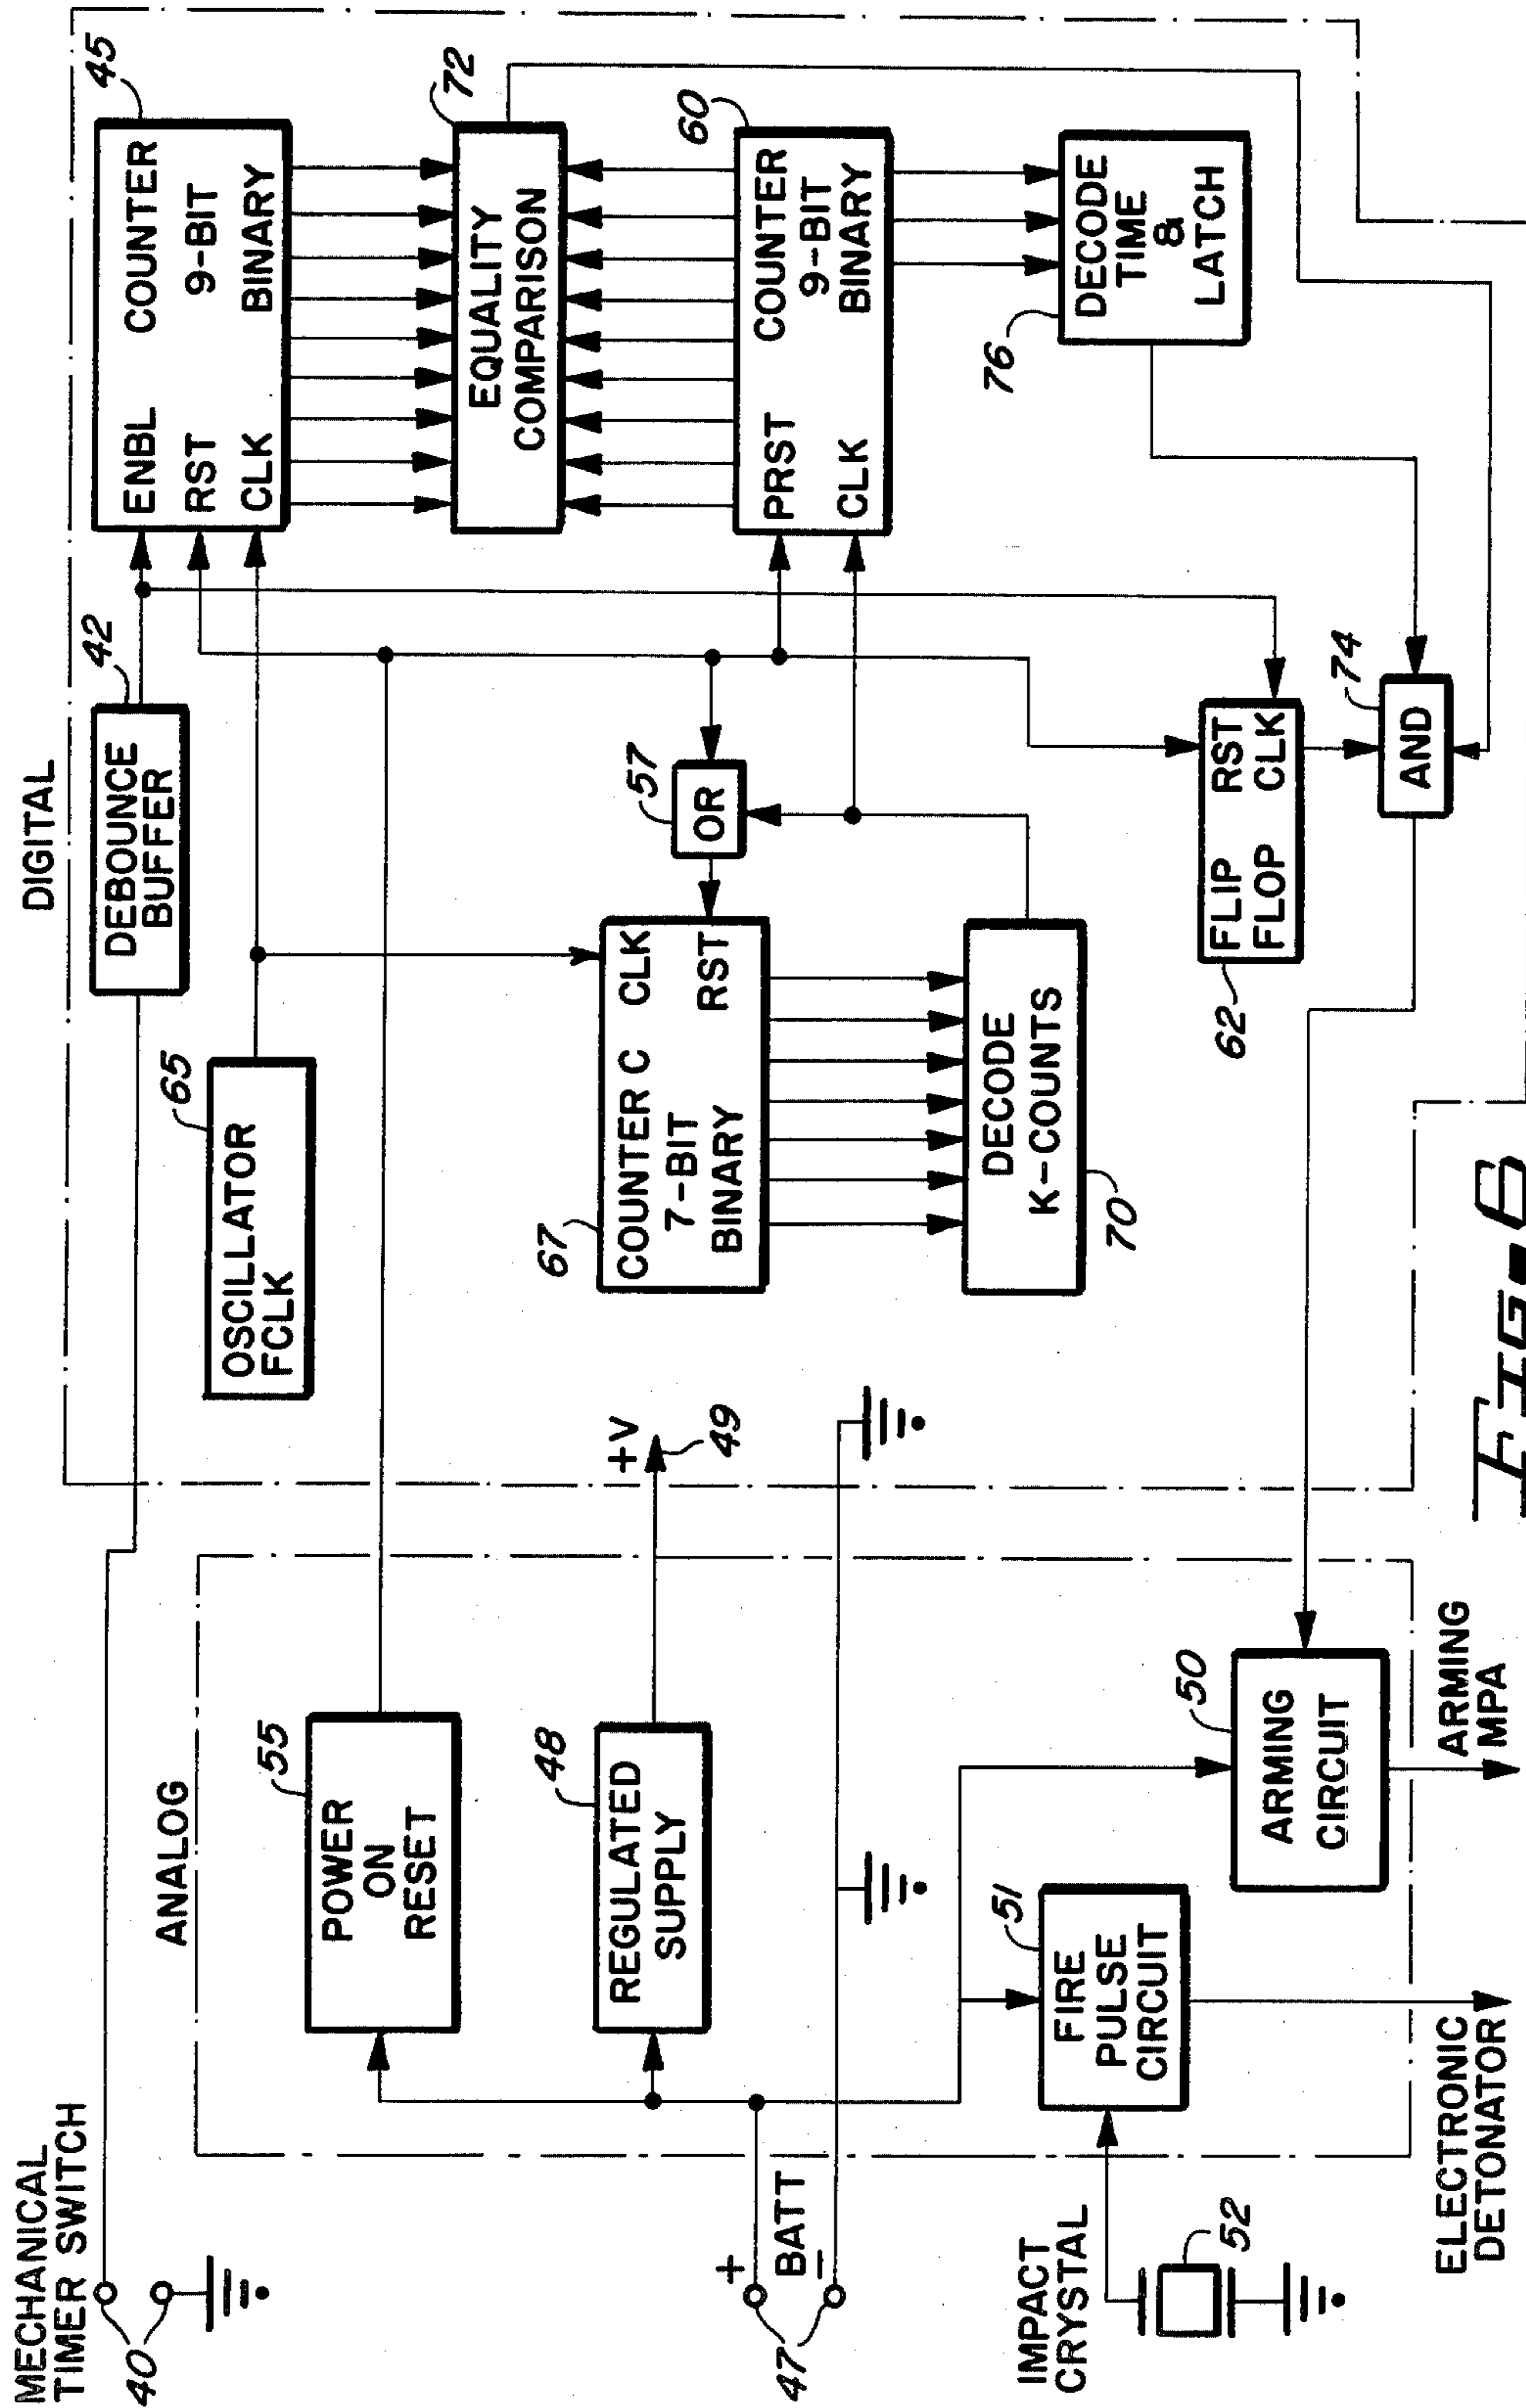 DIGITAL
DEBOUNCE
BUFFER
42
ENBL COUNTER
RST 9-BIT
CLK BINARY
45
OSCILLATOR
FCLK
65
EQUALITY
COMPARISON
72
COUNTER C CLK
7-BIT RST
BINARY
67
OR
57
PRST COUNTER
CLK 9-BIT
BINARY
60
DECODE
K-COUNTS
70
DECODE
TIME
&
LATCH
76
FLIP RST
FLOP CLK
62
AND
74
MECHANICAL
TIMER SWITCH
40
ANALOG
POWER
ON
RESET
55
REGULATED
SUPPLY
48
+V
49
+
BATT
−
47
IMPACT
CRYSTAL
52
FIRE
PULSE
CIRCUIT
51
ARMING
CIRCUIT
50
ELECTRONIC
DETONATOR
ARMING
MPA